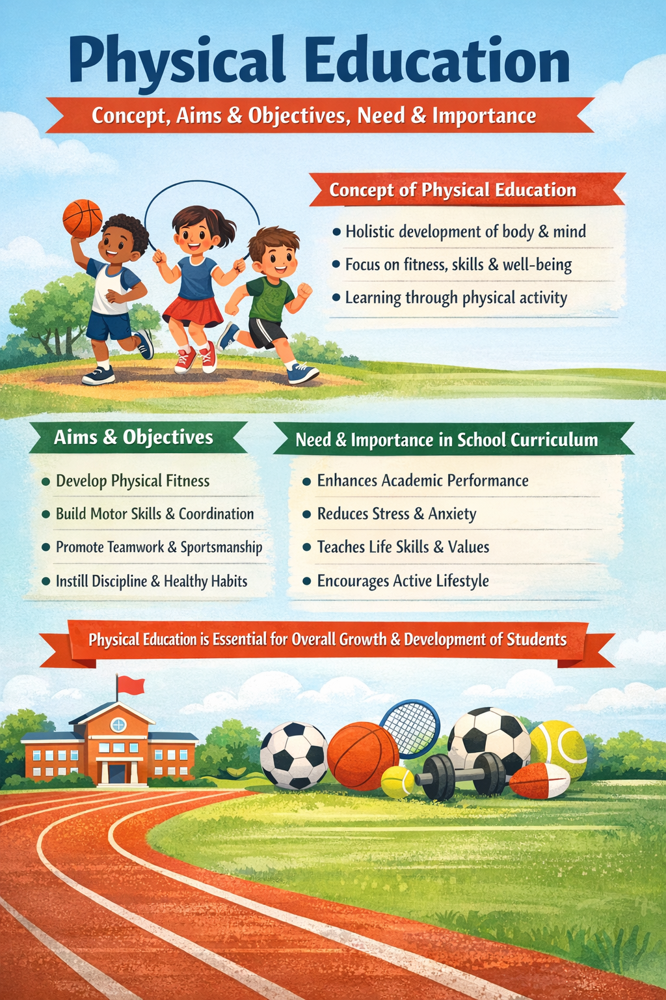 Physical Education
Concept, Aims & Objectives, Need & Importance
Concept of Physical Education
• Holistic development of body & mind
• Focus on fitness, skills & well-being
• Learning through physical activity
Aims & Objectives
• Develop Physical Fitness
• Build Motor Skills & Coordination
• Promote Teamwork & Sportsmanship
• Instill Discipline & Healthy Habits
Need & Importance in School Curriculum
• Enhances Academic Performance
• Reduces Stress & Anxiety
• Teaches Life Skills & Values
• Encourages Active Lifestyle
Physical Education is Essential for Overall Growth & Development of Students